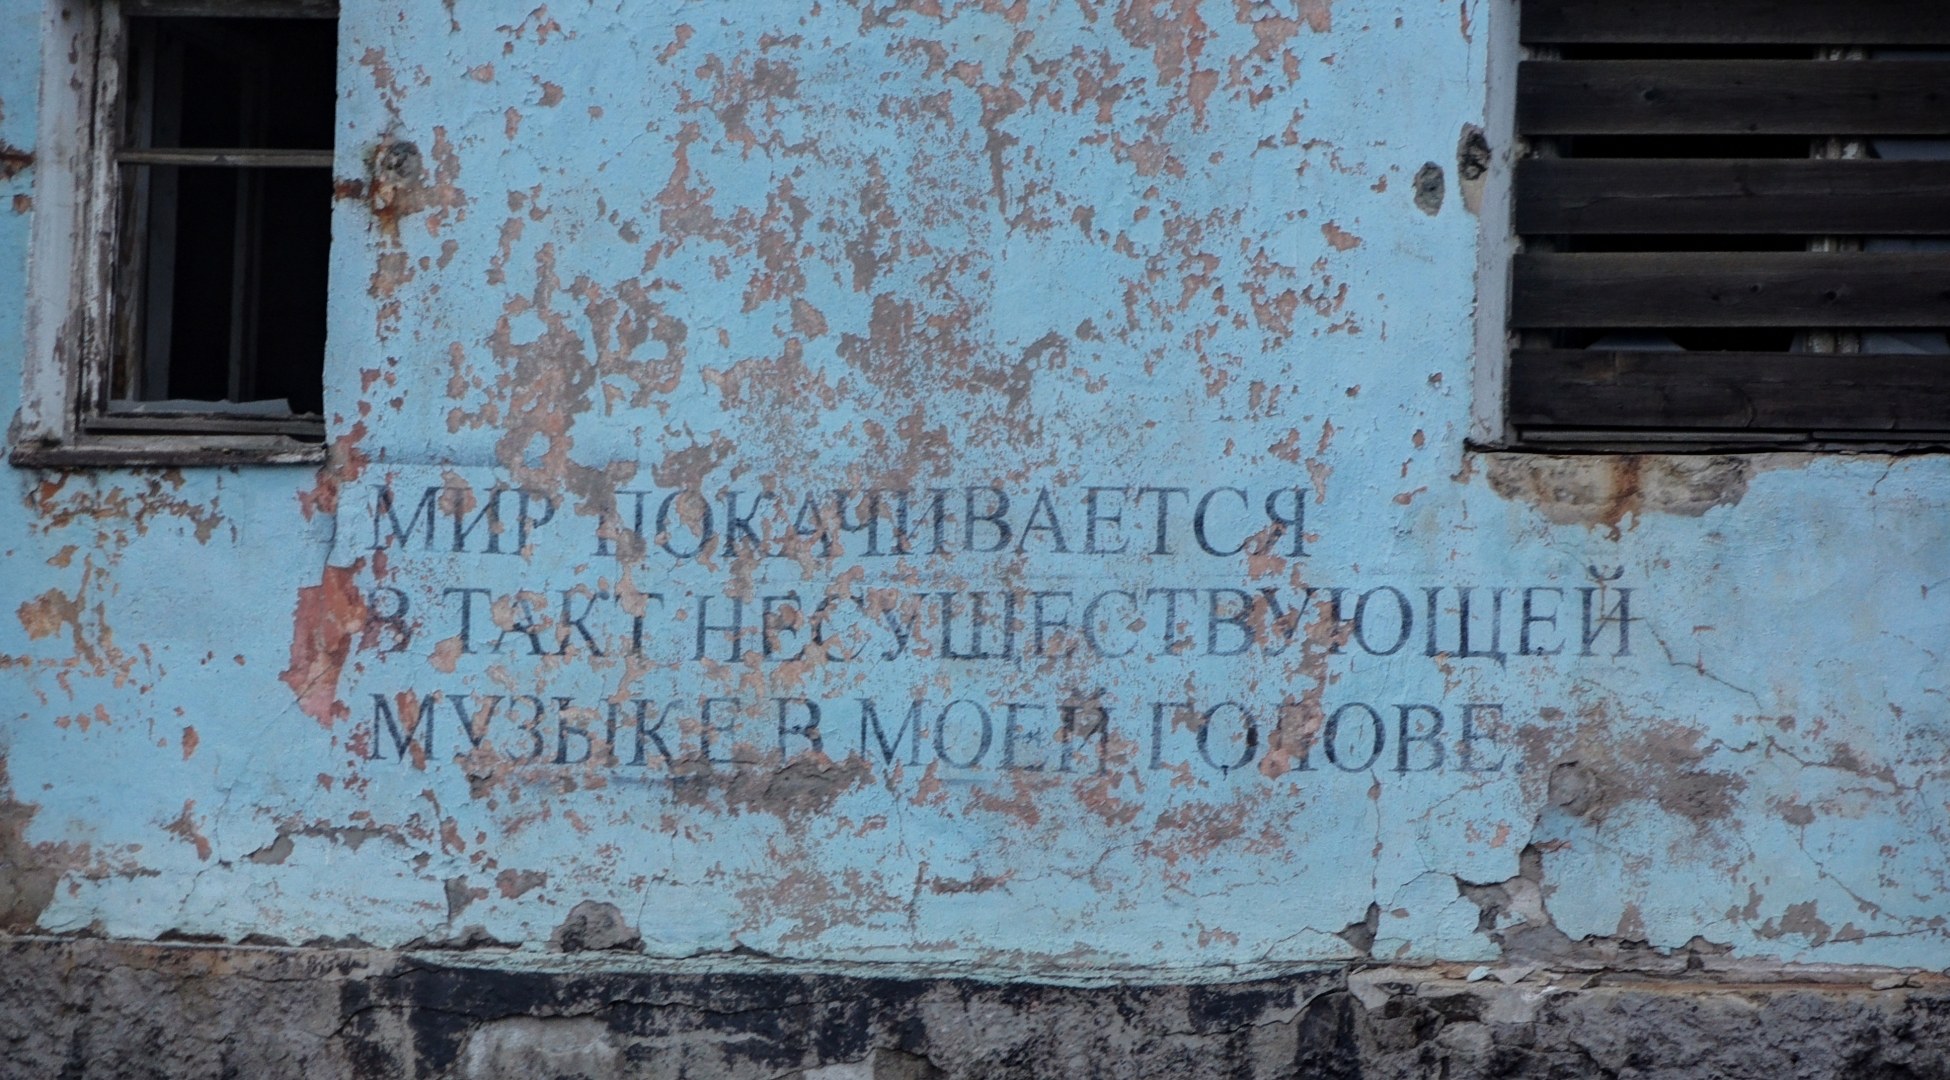 МИР ПОКАЧИВАЕТСЯ
В ТАКТ НЕСУЩЕСТВУЮЩЕЙ
МУЗЫКЕ В МОЕЙ ГОЛОВЕ.